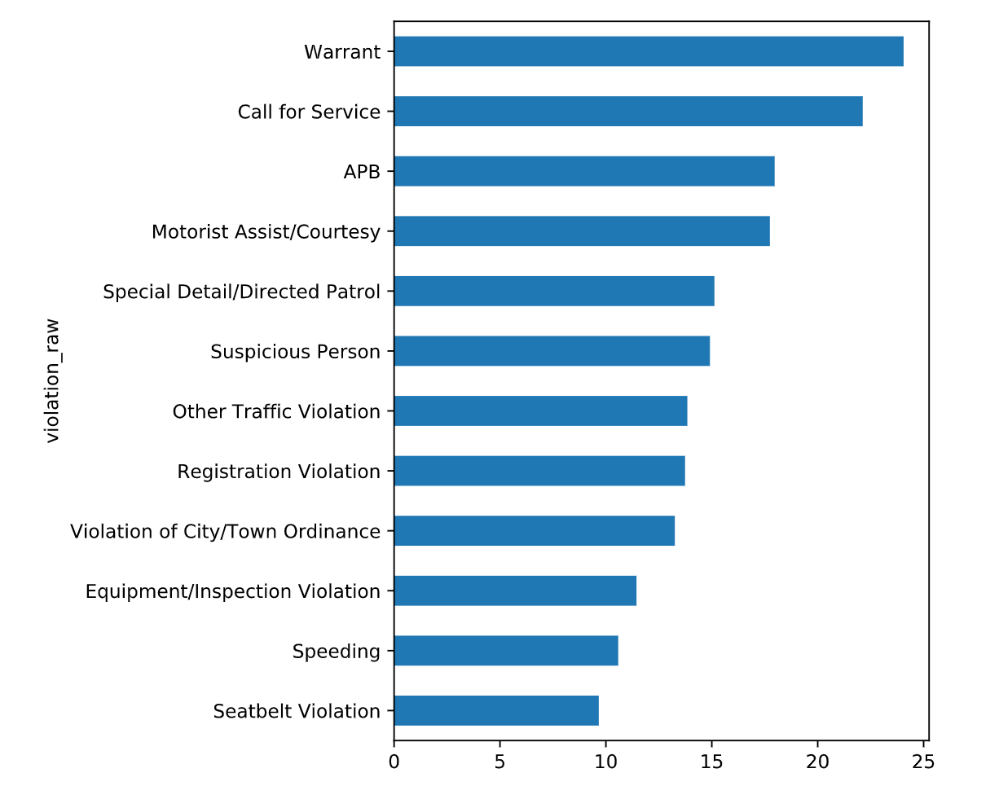 Warrant
Call for Service
APB
Motorist Assist/Courtesy
Special Detail/Directed Patrol
Suspicious Person
Other Traffic Violation
Registration Violation
Violation of City/Town Ordinance
Equipment/Inspection Violation
Speeding
Seatbelt Violation
violation_raw
0 5 10 15 20 25